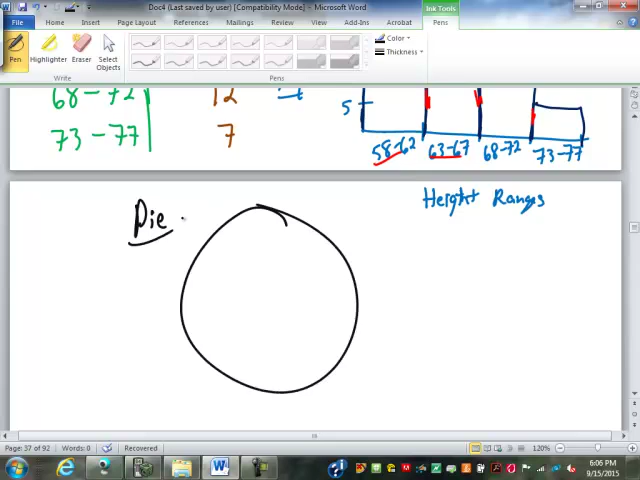 Doc4 [Last saved by user] [Compatibility Mode] - Microsoft Word
Ink Tools
File Home Insert Page Layout References Mailings Review View Add-Ins Acrobat Pens
Pen Highlighter Eraser Select Objects
Color
Thickness
Write Pens
68-72 12
73-77 7
5
58-62 63-67 68-72 73-77
Height Ranges
Pie
Page: 37 of 92 Words: 0 Recovered 120%
6:06 PM
9/15/2015